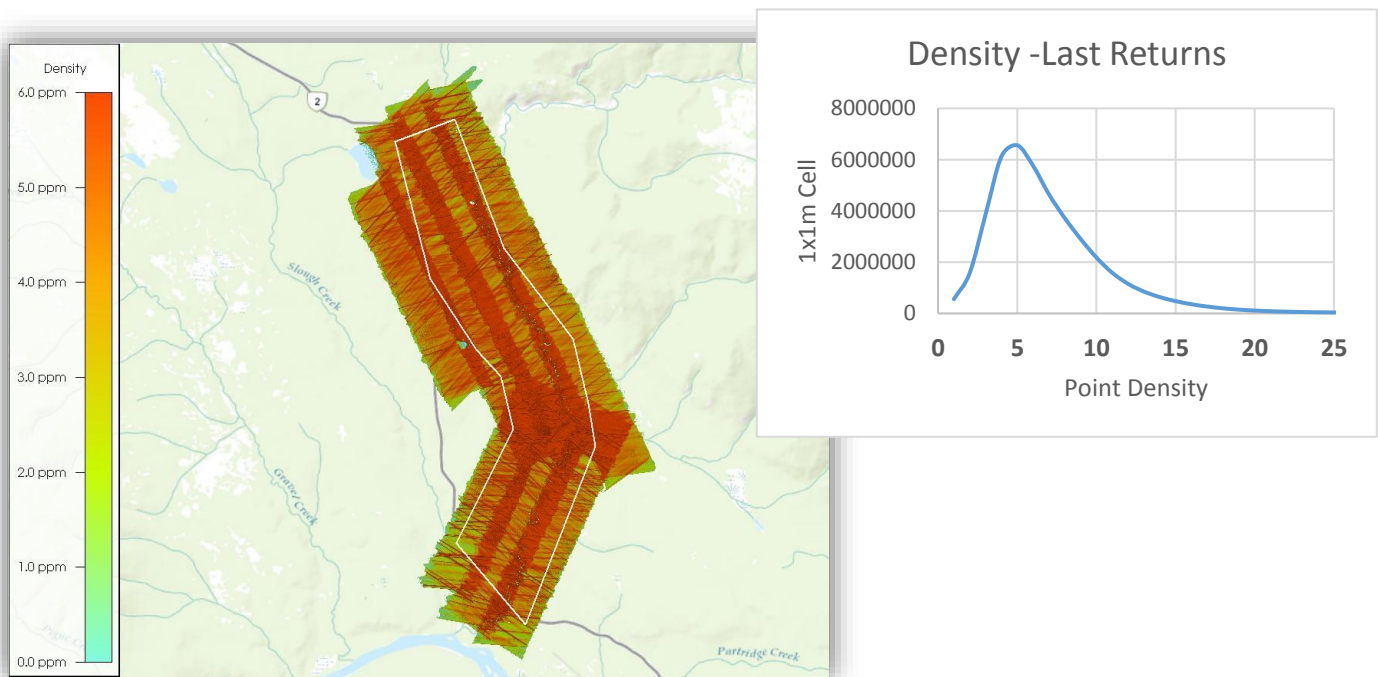 Density
6.0 ppm
5.0 ppm
4.0 ppm
3.0 ppm
2.0 ppm
1.0 ppm
0.0 ppm
2
Slough Creek
Gravel Creek
Partridge Creek
Density -Last Returns
1x1m Cell
8000000
6000000
4000000
2000000
0
0 5 10 15 20 25
Point Density